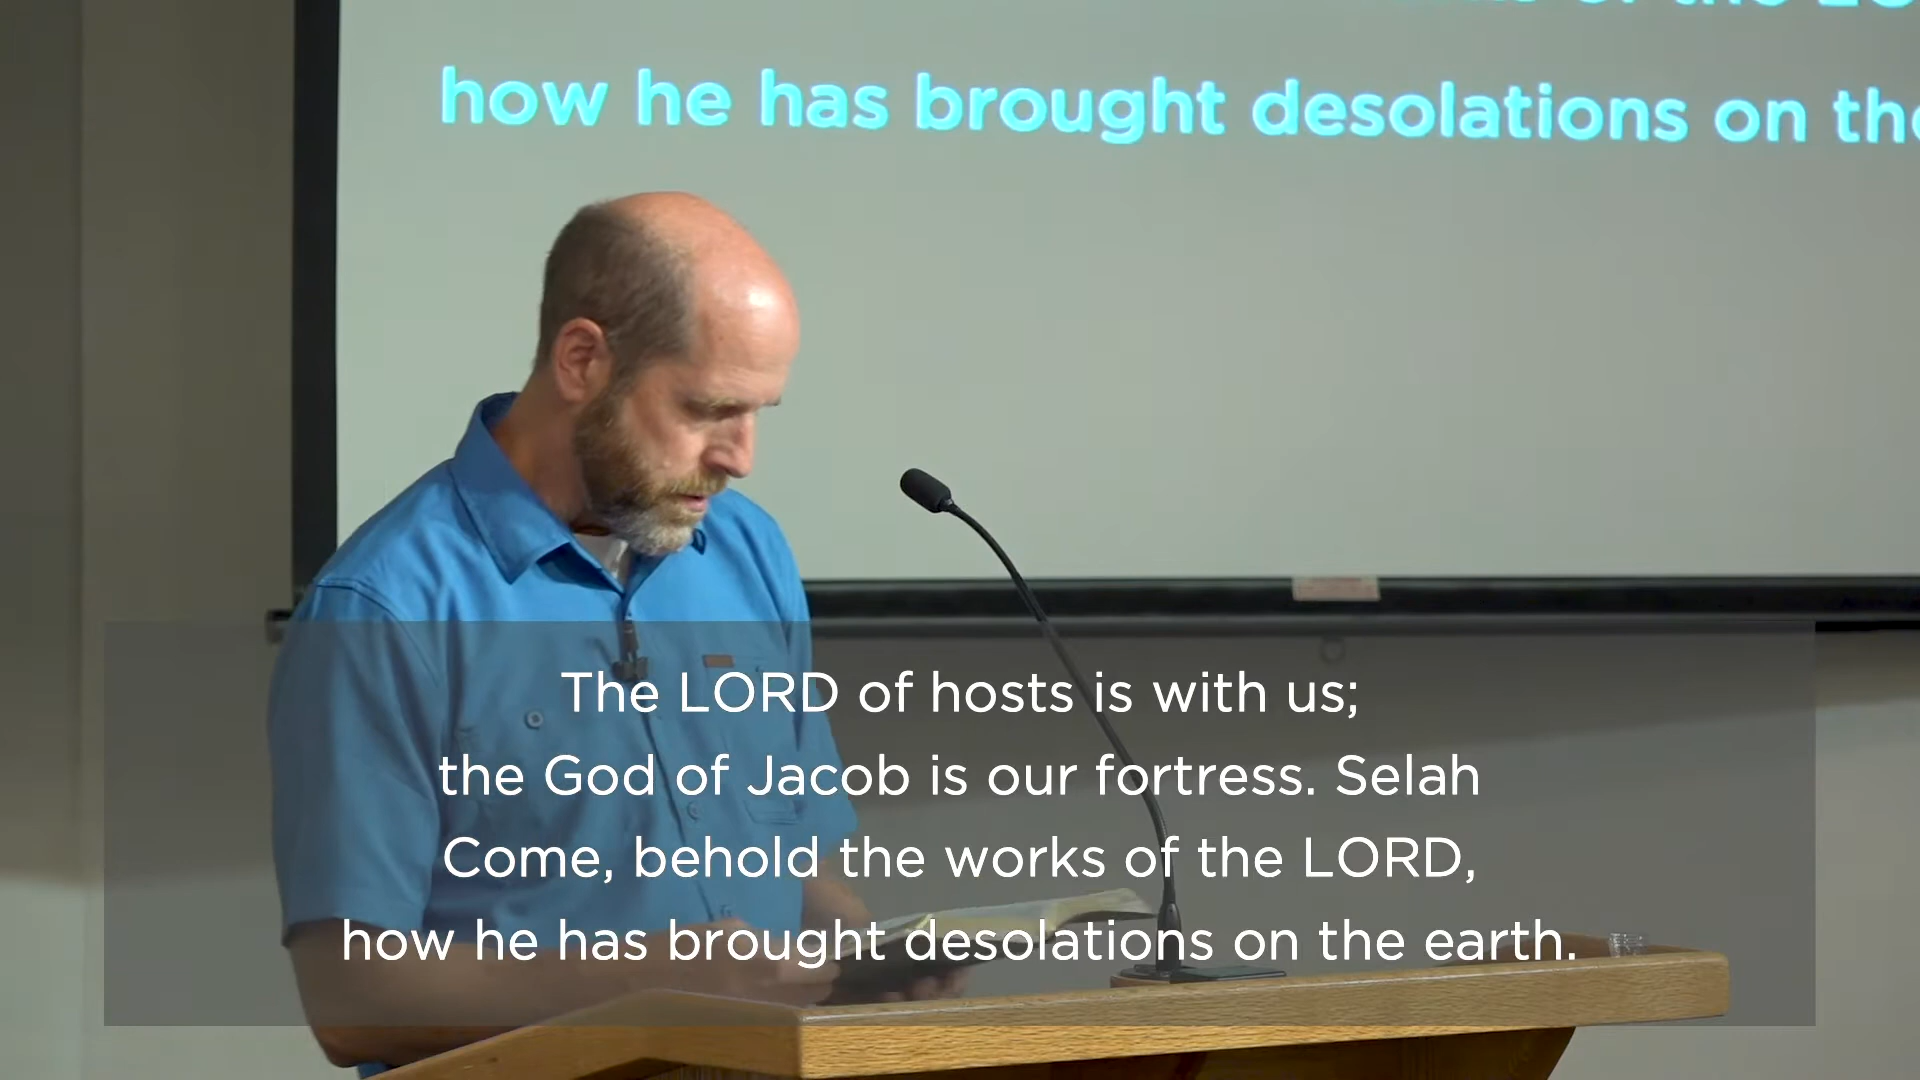 how he has brought desolations on the
The LORD of hosts is with us;
the God of Jacob is our fortress. Selah
Come, behold the works of the LORD,
how he has brought desolations on the earth.